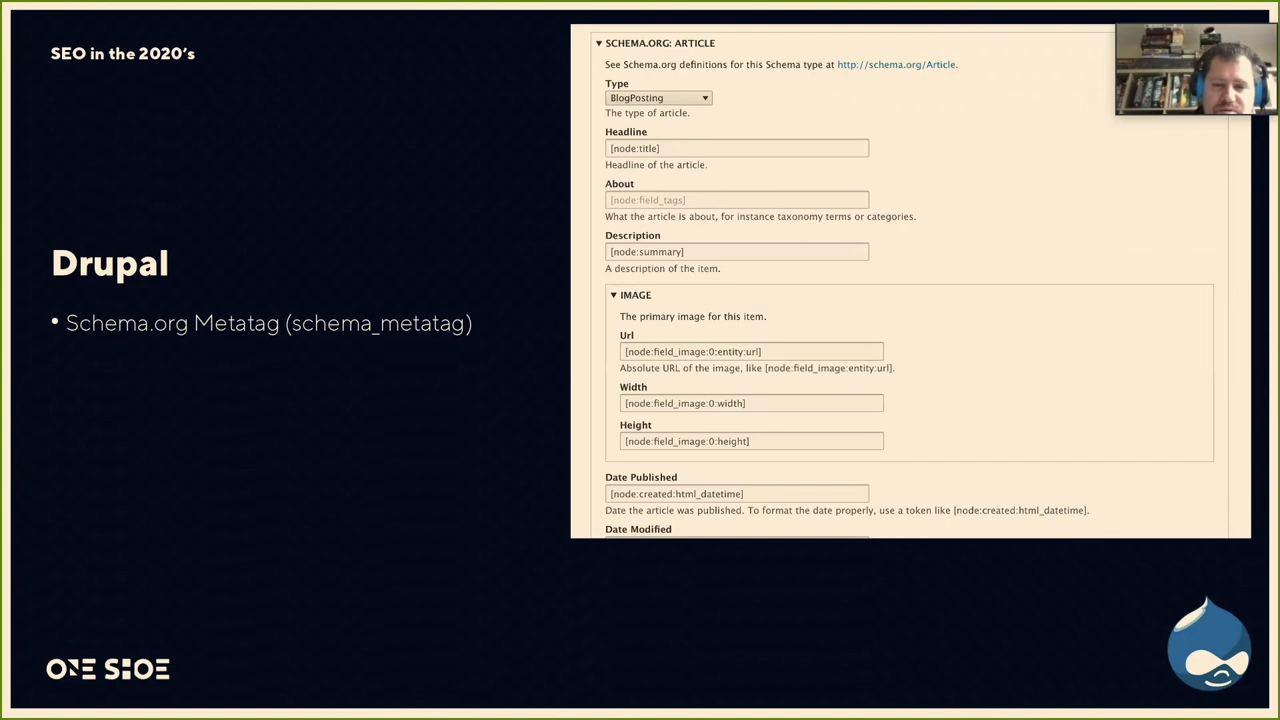 SEO in the 2020's
Drupal
• Schema.org Metatag (schema_metatag)
ONE SHOE
SCHEMA.ORG: ARTICLE
See Schema.org definitions for this Schema type at http://schema.org/Article.
Type
BlogPosting
The type of article.
Headline
[node:title]
Headline of the article.
About
[node:field_tags]
What the article is about, for instance taxonomy terms or categories.
Description
[node:summary]
A description of the item.
IMAGE
The primary image for this item.
Url
[node:field_image:0:entity:url]
Absolute URL of the image, like [node:field_image:entity:url].
Width
[node:field_image:0:width]
Height
[node:field_image:0:height]
Date Published
[node:created:html_datetime]
Date the article was published. To format the date properly, use a token like [node:created:html_datetime].
Date Modified